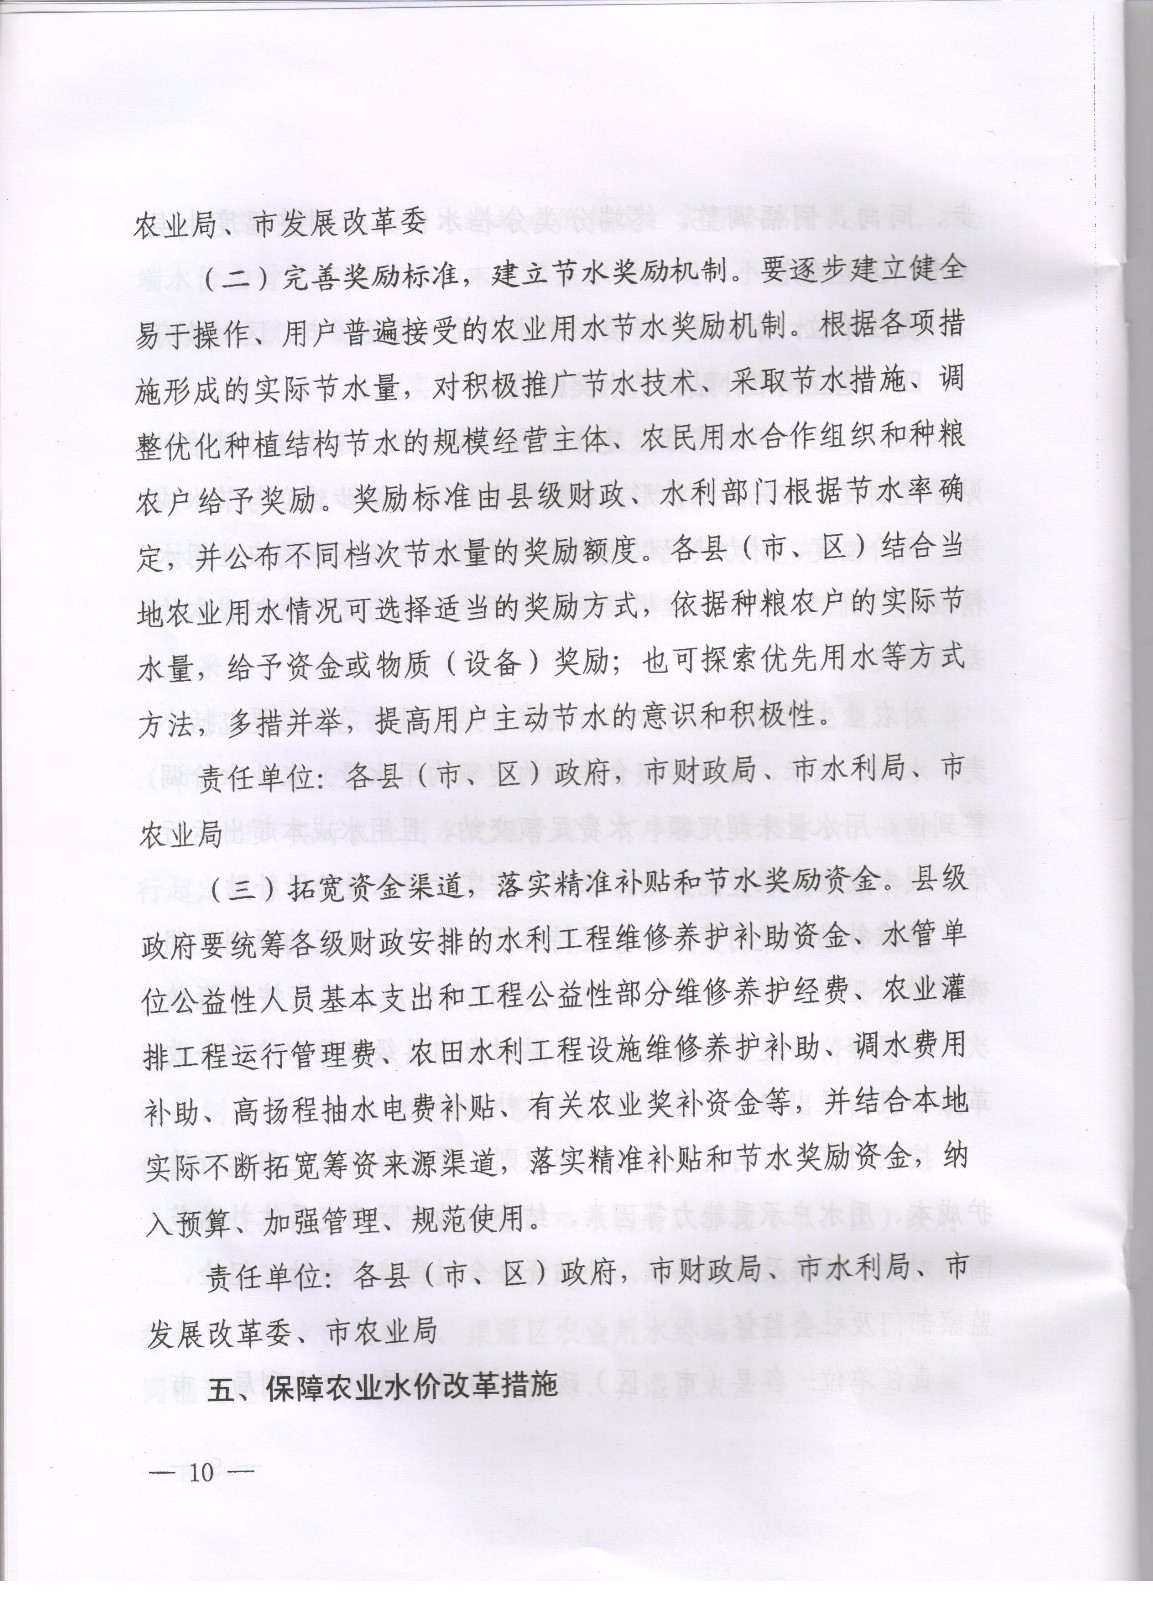 农业局、市发展改革委
（二）完善奖励标准，建立节水奖励机制。要逐步建立健全
易于操作、用户普遍接受的农业用水节水奖励机制。根据各项措
施形成的实际节水量，对积极推广节水技术、采取节水措施、调
整优化种植结构节水的规模经营主体、农民用水合作组织和种粮
农户给予奖励。奖励标准由县级财政、水利部门根据节水率确
定，并公布不同档次节水量的奖励额度。各县（市、区）结合当
地农业用水情况可选择适当的奖励方式，依据种粮农户的实际节
水量，给予资金或物质（设备）奖励；也可探索优先用水等方式
方法，多措并举，提高用户主动节水的意识和积极性。
责任单位：各县（市、区）政府，市财政局、市水利局、市
农业局
（三）拓宽资金渠道，落实精准补贴和节水奖励资金。县级
政府要统筹各级财政安排的水利工程维修养护补助资金、水管单
位公益性人员基本支出和工程公益性部分维修养护经费、农业灌
排工程运行管理费、农田水利工程设施维修养护补助、调水费用
补助、高扬程抽水电费补贴、有关农业奖补资金等，并结合本地
实际不断拓宽筹资来源渠道，落实精准补贴和节水奖励资金，纳
入预算、加强管理、规范使用。
责任单位：各县（市、区）政府，市财政局、市水利局、市
发展改革委、市农业局
五、保障农业水价改革措施
— 10 —